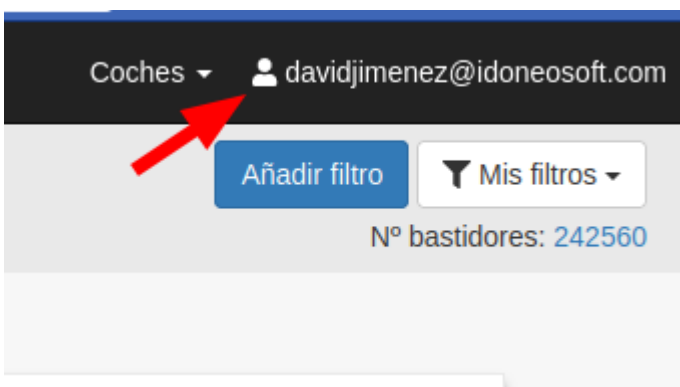 Coches davidjimenez@idoneosoft.com
Añadir filtro Mis filtros
Nº bastidores: 242560